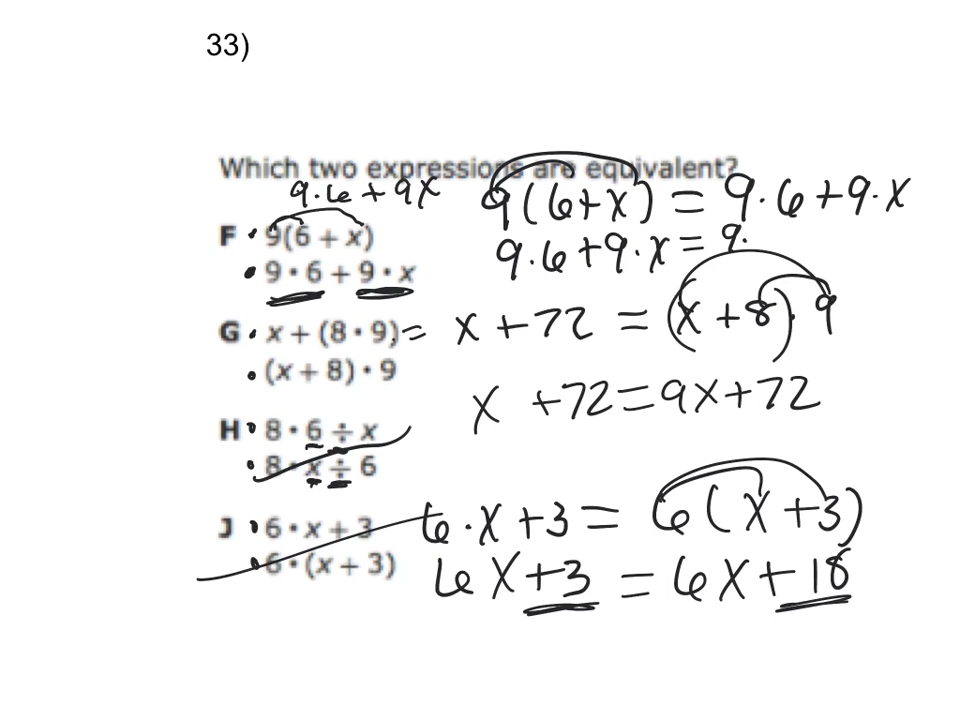 33)
Which two expressions are equivalent?
9·6 + 9x
F · 9(6 + x)
· 9 · 6 + 9 · x
9(6+x) = 9·6+9·x
9·6+9·x = 9·
G · x + (8 · 9) = x + 72 = (x + 8) · 9
· (x + 8) · 9
x + 72 = 9x + 72
H · 8 · 6 ÷ x
· 8 · x ÷ 6
J · 6 · x + 3
· 6 · (x + 3)
6·x + 3 = 6(x + 3)
6x + 3 = 6x + 18